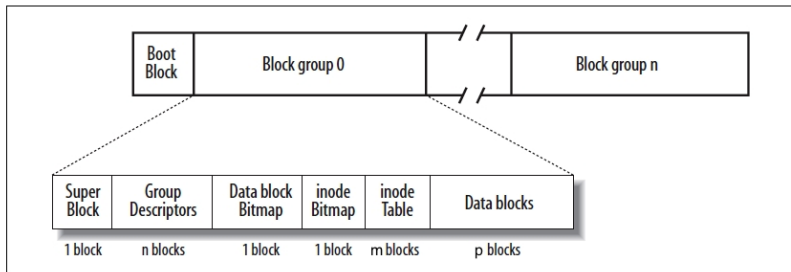 Boot
Block
Block group 0
Block group n
Super
Block
Group
Descriptors
Data block
Bitmap
inode
Bitmap
inode
Table
Data blocks
1 block
n blocks
1 block
1 block
m blocks
p blocks